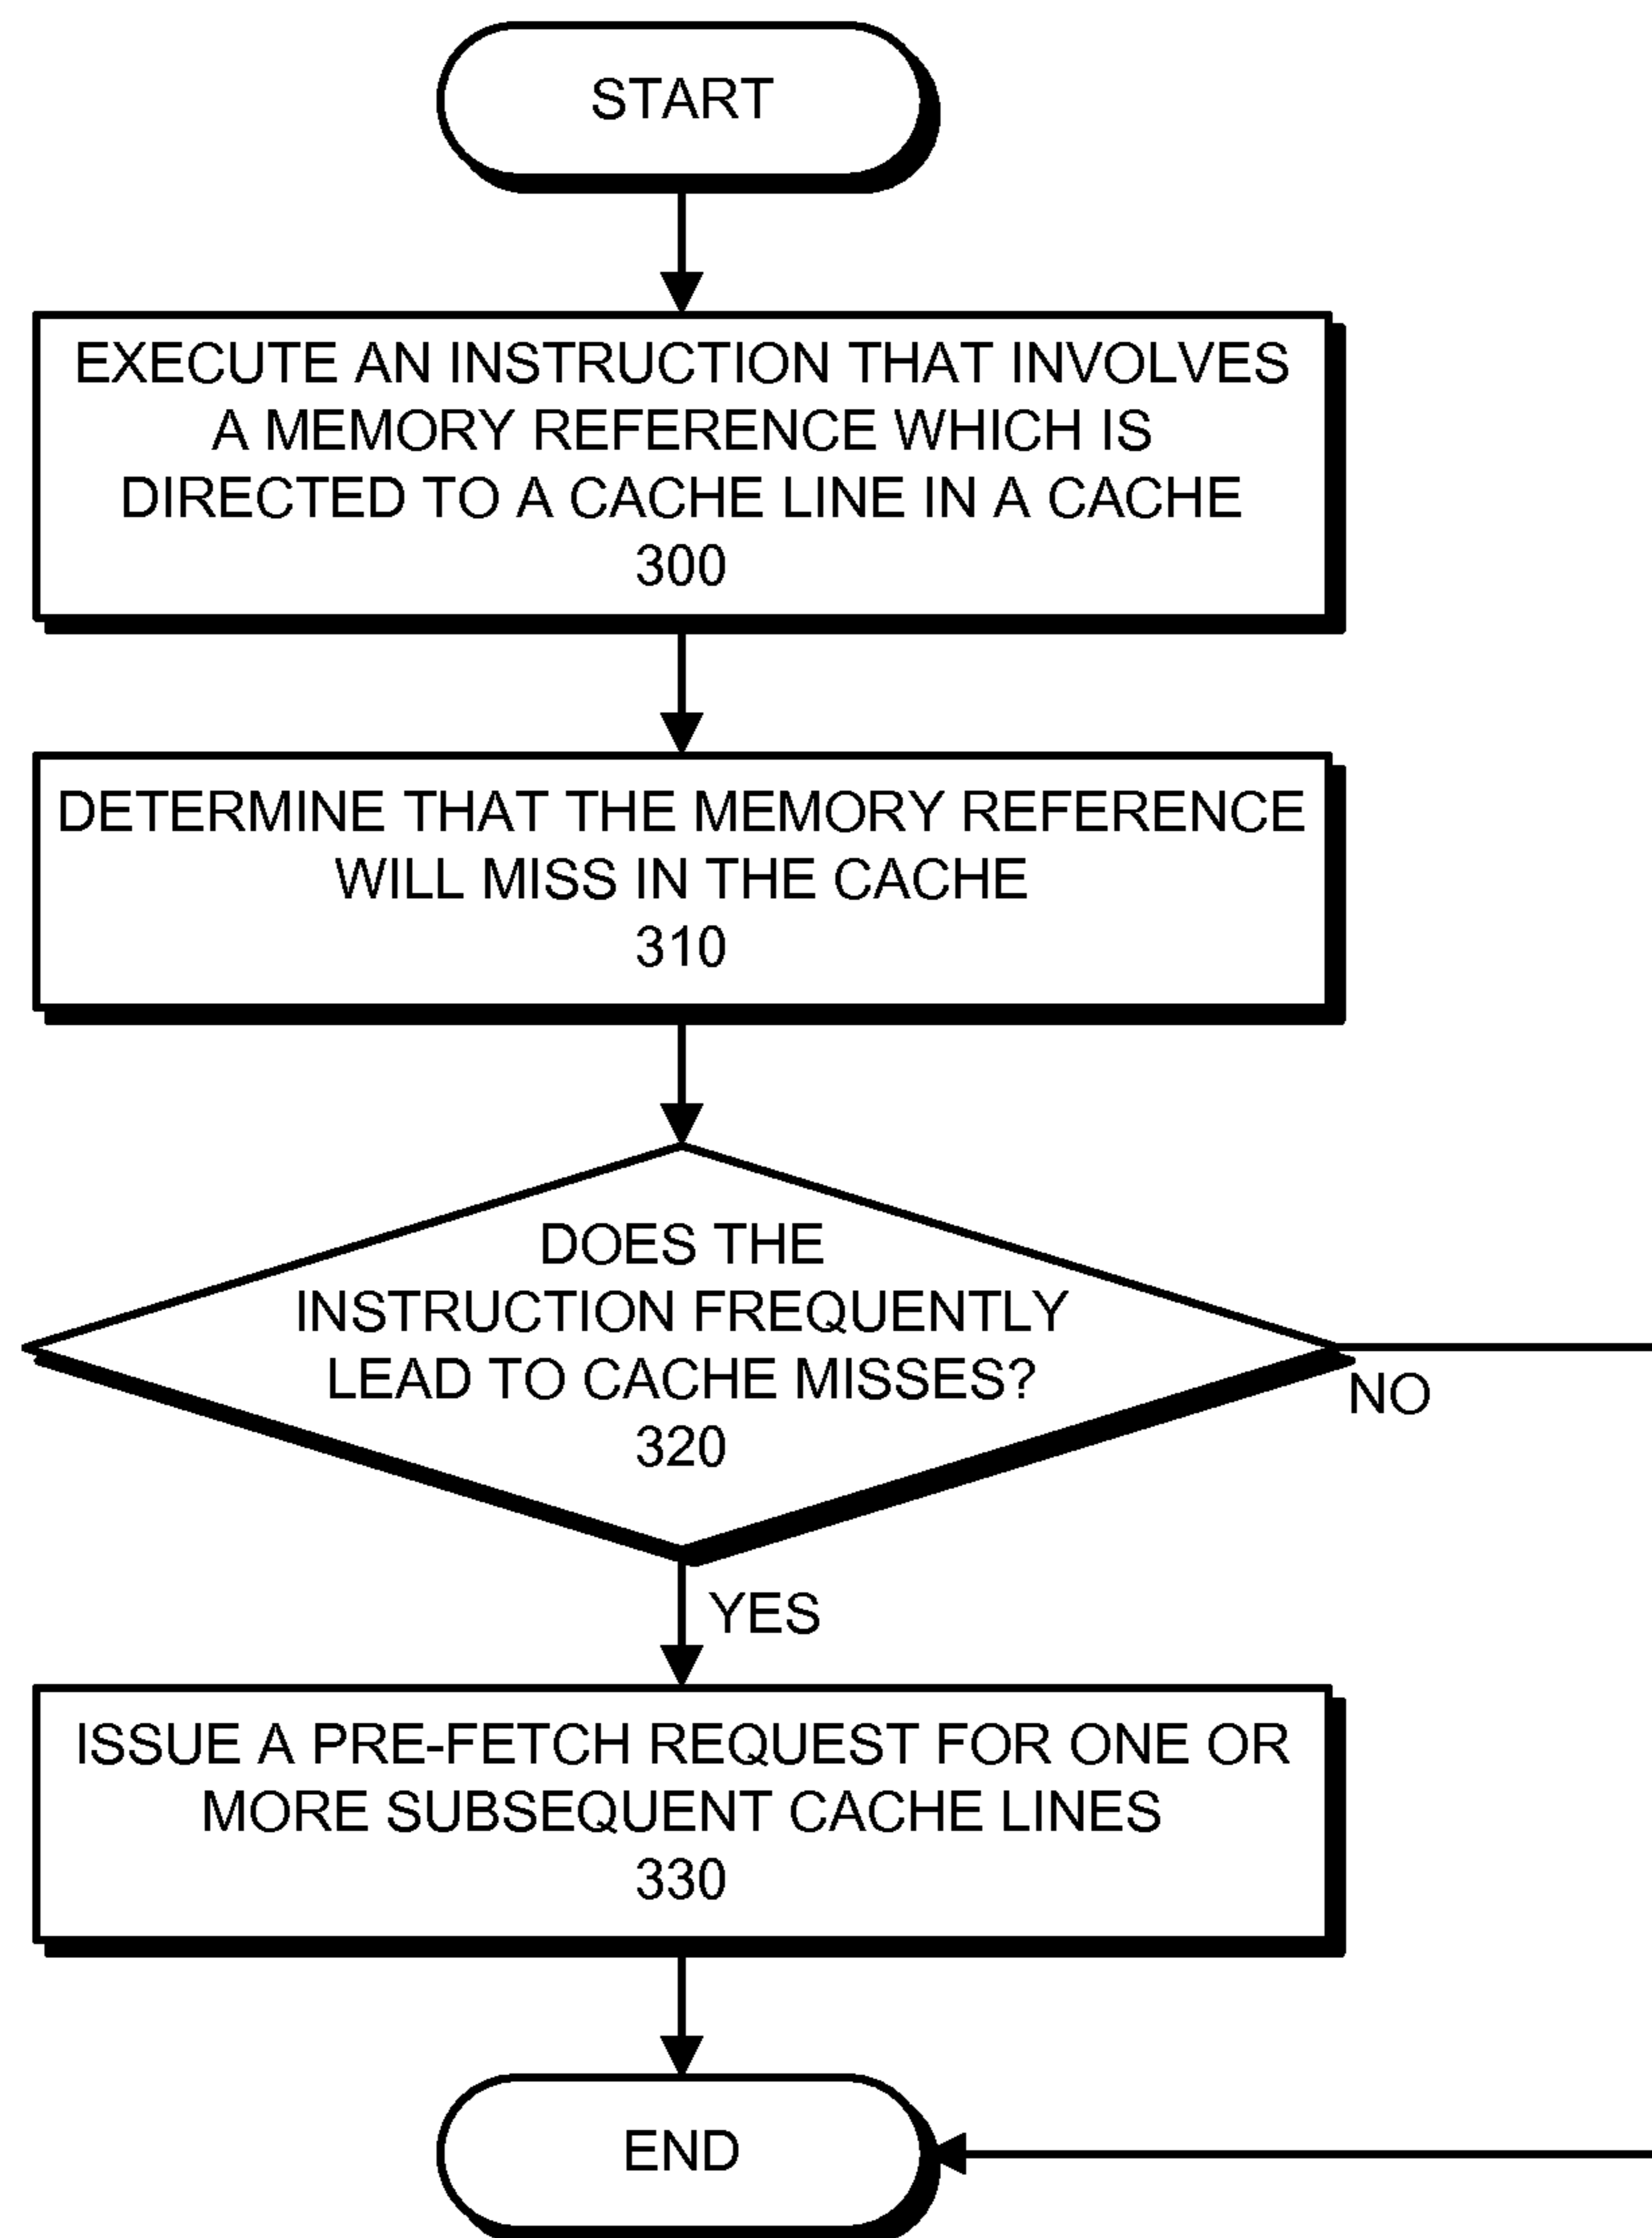 START
EXECUTE AN INSTRUCTION THAT INVOLVES
A MEMORY REFERENCE WHICH IS
DIRECTED TO A CACHE LINE IN A CACHE
300
DETERMINE THAT THE MEMORY REFERENCE
WILL MISS IN THE CACHE
310
DOES THE
INSTRUCTION FREQUENTLY
LEAD TO CACHE MISSES?
320
NO
YES
ISSUE A PRE-FETCH REQUEST FOR ONE OR
MORE SUBSEQUENT CACHE LINES
330
END